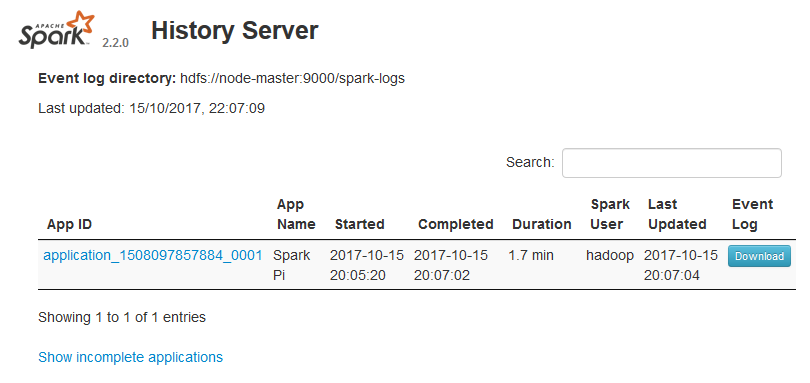 APACHE
Spark 2.2.0 History Server
Event log directory: hdfs://node-master:9000/spark-logs
Last updated: 15/10/2017, 22:07:09
Search:
App ID App Name Started Completed Duration Spark User Last Updated Event Log
application_1508097857884_0001 Spark Pi 2017-10-15 20:05:20 2017-10-15 20:07:02 1.7 min hadoop 2017-10-15 20:07:04 Download
Showing 1 to 1 of 1 entries
Show incomplete applications